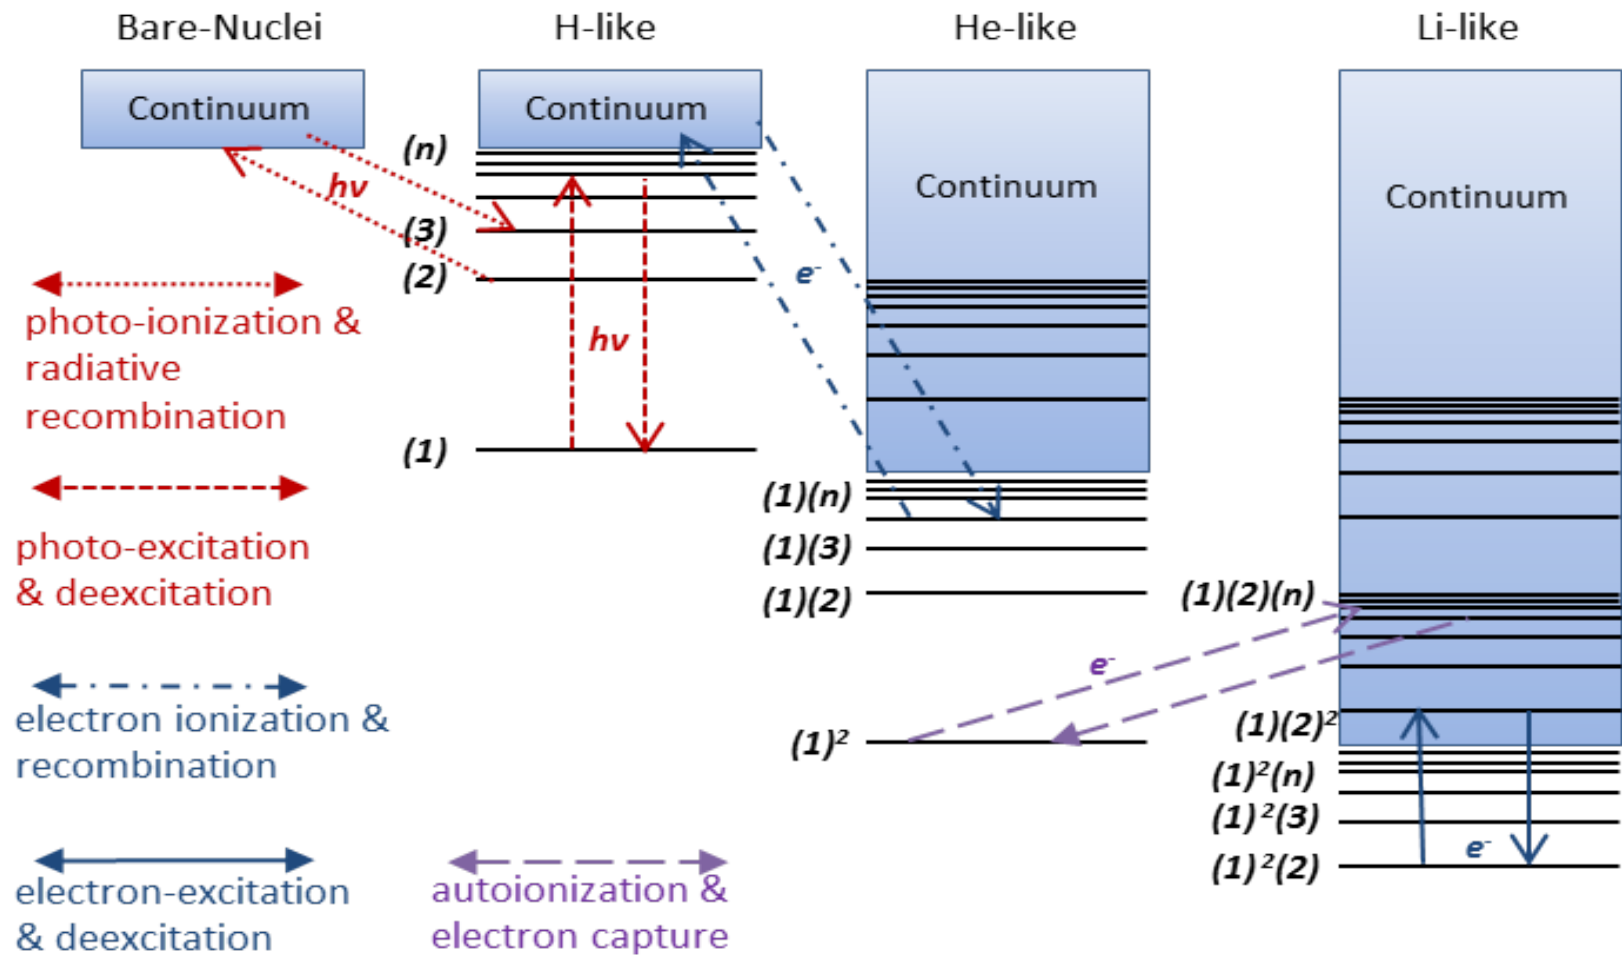 Bare-Nuclei
H-like
He-like
Li-like
Continuum
Continuum
Continuum
Continuum
(n)
(3)
(2)
(1)
hν
hν
e⁻
(1)(n)
(1)(3)
(1)(2)
(1)²
e⁻
(1)(2)(n)
(1)(2)²
(1)²(n)
(1)²(3)
(1)²(2)
e⁻
photo-ionization &
radiative
recombination
photo-excitation
& deexcitation
electron ionization &
recombination
electron-excitation
& deexcitation
autoionization &
electron capture